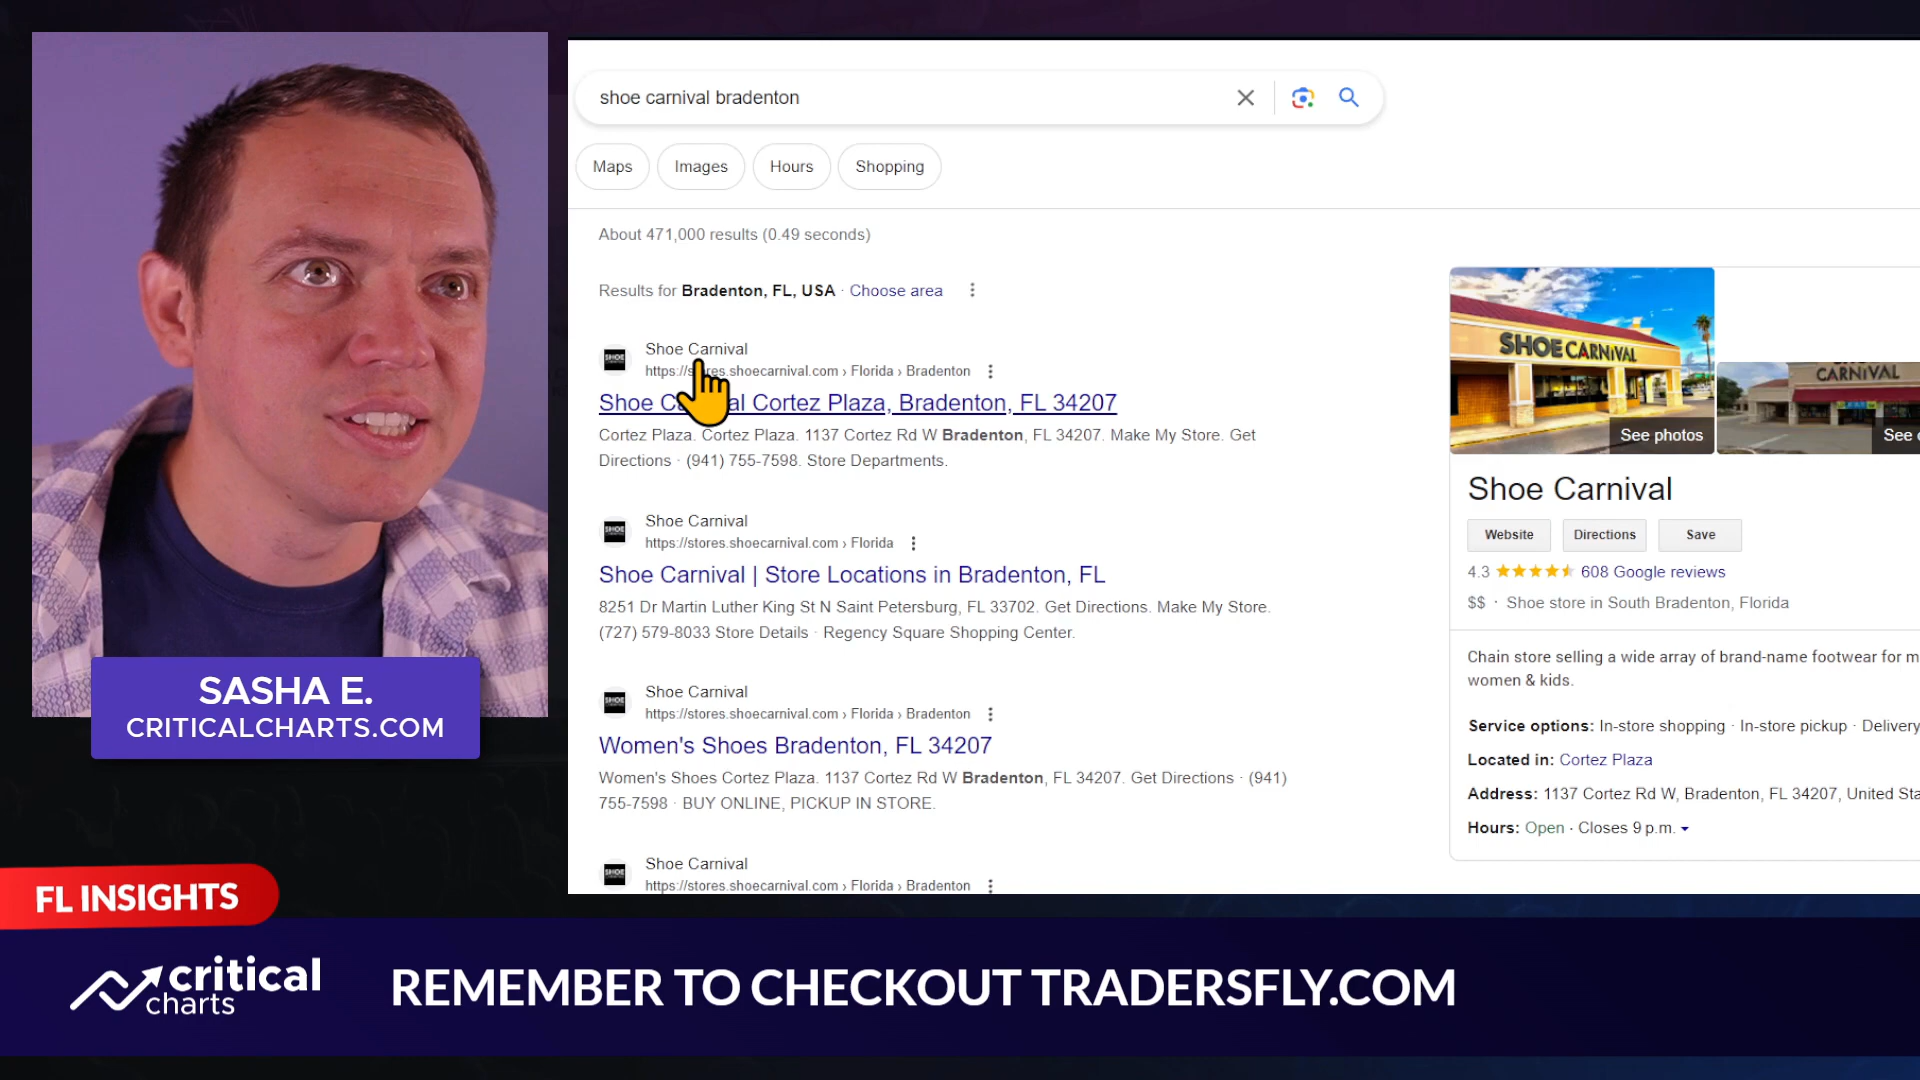 shoe carnival bradenton
Maps
Images
Hours
Shopping
About 471,000 results (0.49 seconds)
Results for Bradenton, FL, USA · Choose area
Shoe Carnival
https://stores.shoecarnival.com › Florida › Bradenton
Shoe Carnival Cortez Plaza, Bradenton, FL 34207
Cortez Plaza. Cortez Plaza. 1137 Cortez Rd W Bradenton, FL 34207. Make My Store. Get
Directions · (941) 755-7598. Store Departments.
Shoe Carnival
https://stores.shoecarnival.com › Florida
Shoe Carnival | Store Locations in Bradenton, FL
8251 Dr Martin Luther King St N Saint Petersburg, FL 33702. Get Directions. Make My Store.
(727) 579-8033 Store Details · Regency Square Shopping Center.
Shoe Carnival
https://stores.shoecarnival.com › Florida › Bradenton
Women's Shoes Bradenton, FL 34207
Women's Shoes Cortez Plaza. 1137 Cortez Rd W Bradenton, FL 34207. Get Directions · (941)
755-7598 · BUY ONLINE, PICKUP IN STORE.
Shoe Carnival
https://stores.shoecarnival.com › Florida › Bradenton
SHOE CARNIVAL
CARNIVAL
See photos
See
Shoe Carnival
Website
Directions
Save
4.3 608 Google reviews
$$ · Shoe store in South Bradenton, Florida
Chain store selling a wide array of brand-name footwear for m
women & kids.
Service options: In-store shopping · In-store pickup · Delivery
Located in: Cortez Plaza
Address: 1137 Cortez Rd W, Bradenton, FL 34207, United Sta
Hours: Open · Closes 9 p.m.
SASHA E.
CRITICALCHARTS.COM
FL INSIGHTS
critical
charts
REMEMBER TO CHECKOUT TRADERSFLY.COM